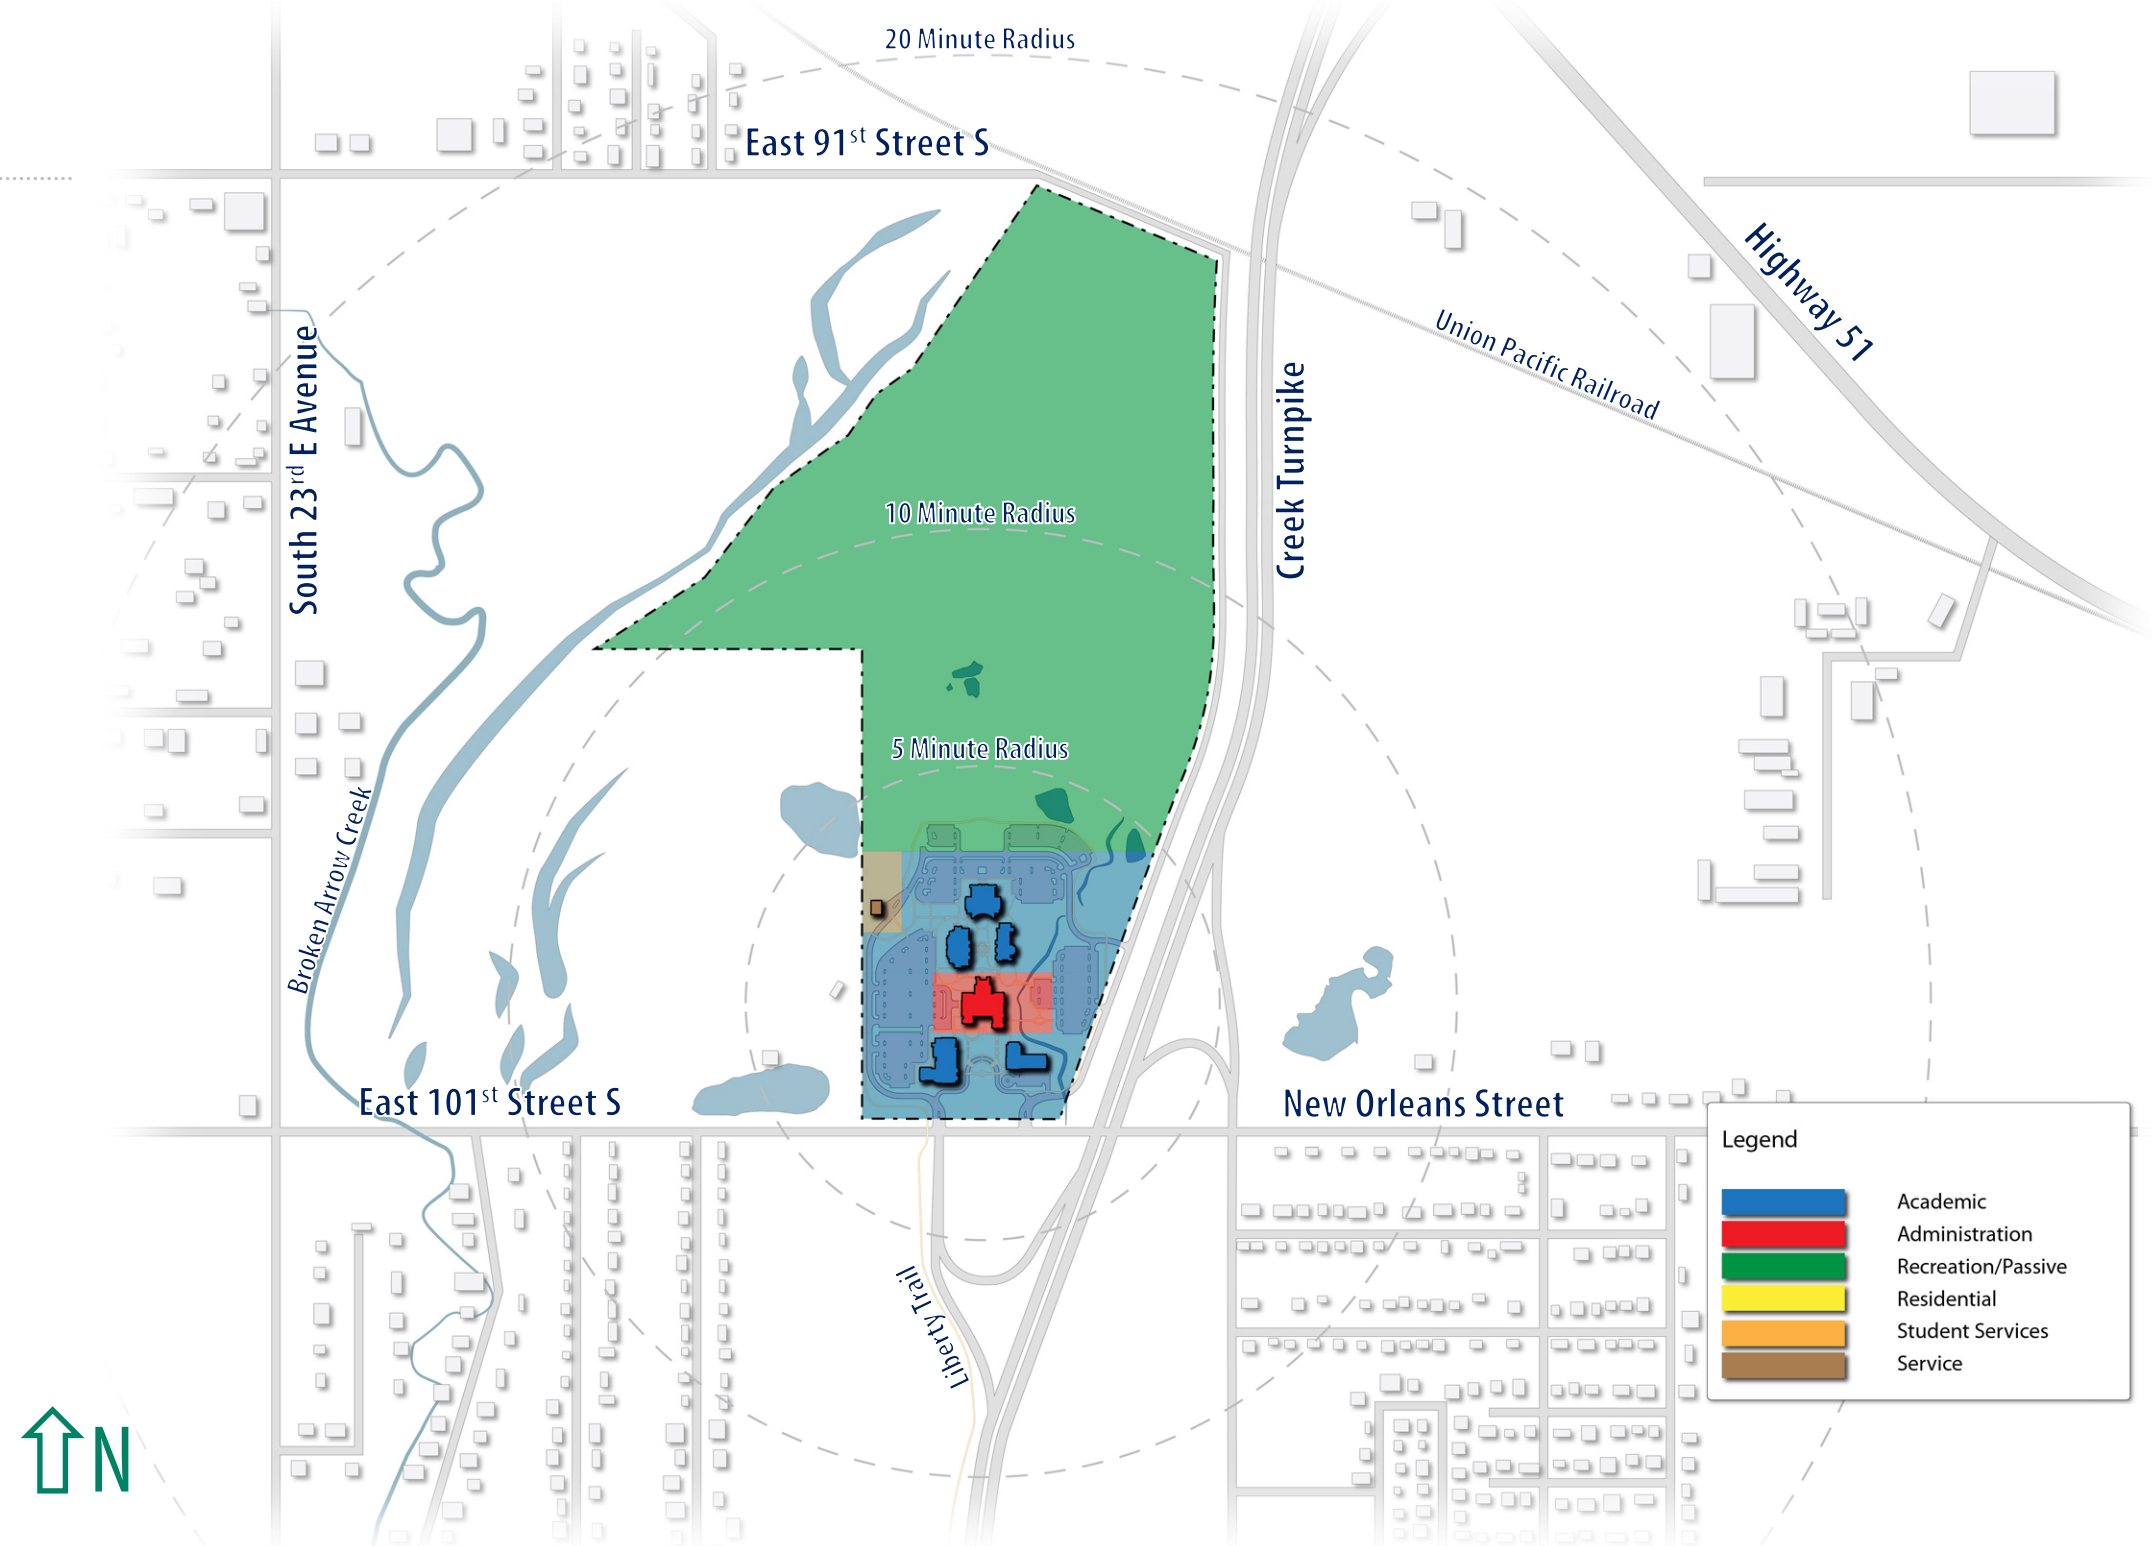 20 Minute Radius
East 91st Street S
Highway 51
Union Pacific Railroad
South 23rd E Avenue
Creek Turnpike
10 Minute Radius
5 Minute Radius
Broken Arrow Creek
East 101st Street S
New Orleans Street
Liberty Trail
Legend
Academic
Administration
Recreation/Passive
Residential
Student Services
Service
N